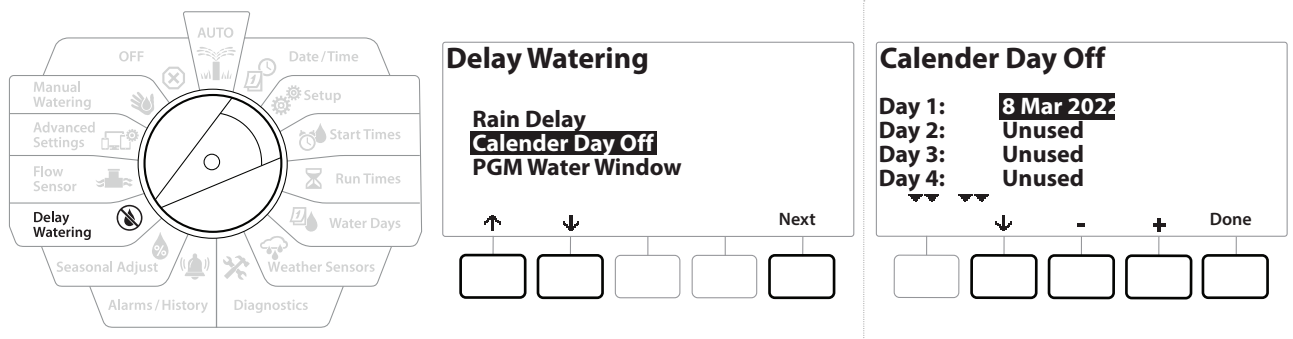 AUTO
OFF
Date/Time
Manual
Watering
Setup
Advanced
Settings
Start Times
Flow
Sensor
Run Times
Delay
Watering
Water Days
Seasonal Adjust
Weather Sensors
Alarms/History
Diagnostics
Delay Watering
Rain Delay
Calender Day Off
PGM Water Window
Next
Calender Day Off
Day 1: 8 Mar 2022
Day 2: Unused
Day 3: Unused
Day 4: Unused
- + Done